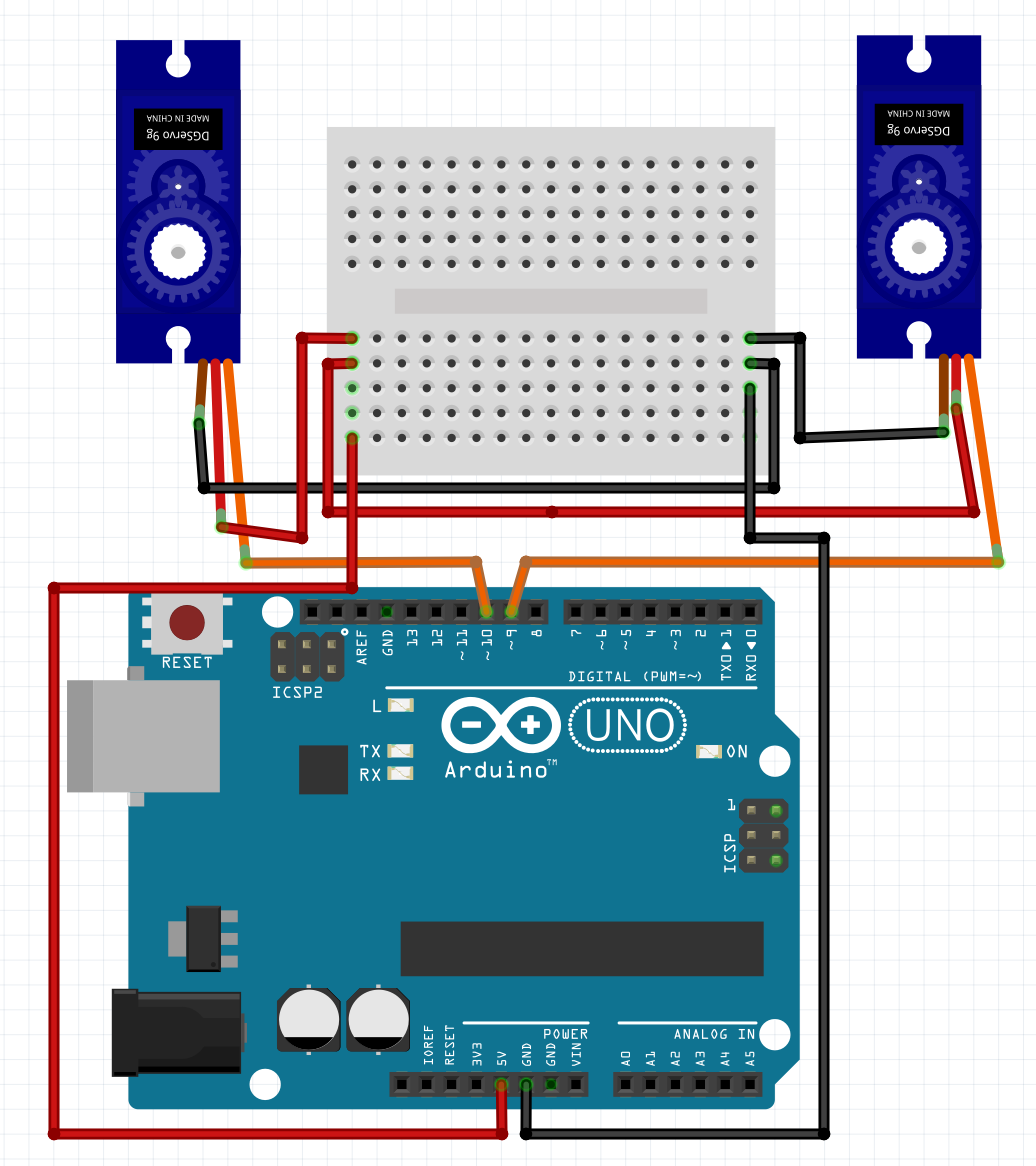 MADE IN CHINA
DGServo 9g
MADE IN CHINA
DGServo 9g
RESET
ICSP2
AREF
GND
13
12
~11
~10
~9
8
7
~6
~5
4
~3
2
TX0▶1
RX0◀0
DIGITAL (PWM=~)
L
TX
RX
UNO
Arduino™
ON
1
ICSP
IOREF
RESET
3V3
5V
GND
GND
VIN
POWER
ANALOG IN
A0
A1
A2
A3
A4
A5